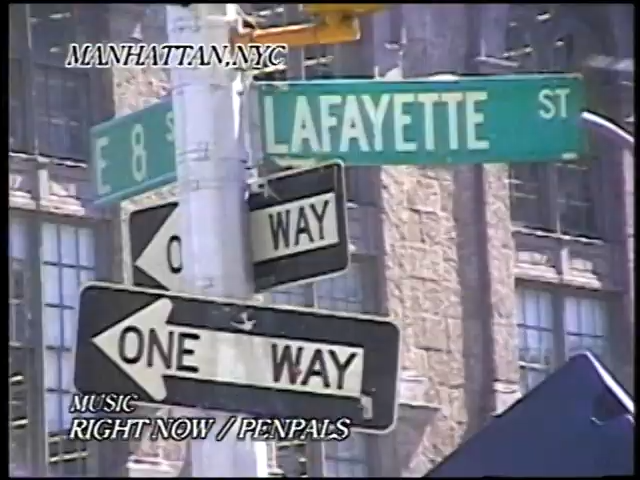 MANHATTAN, NYC
LAFAYETTE ST
E 8 S
WAY
O
ONE WAY
MUSIC
RIGHT NOW / PENPALS